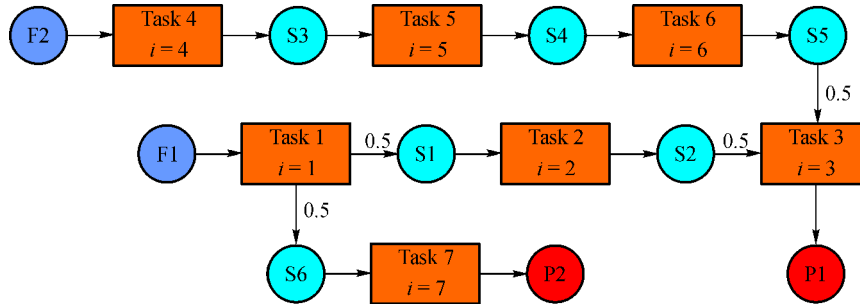 F2
Task 4
i = 4
S3
Task 5
i = 5
S4
Task 6
i = 6
S5
0.5
F1
Task 1
i = 1
0.5
S1
Task 2
i = 2
S2
0.5
Task 3
i = 3
0.5
S6
Task 7
i = 7
P2
P1